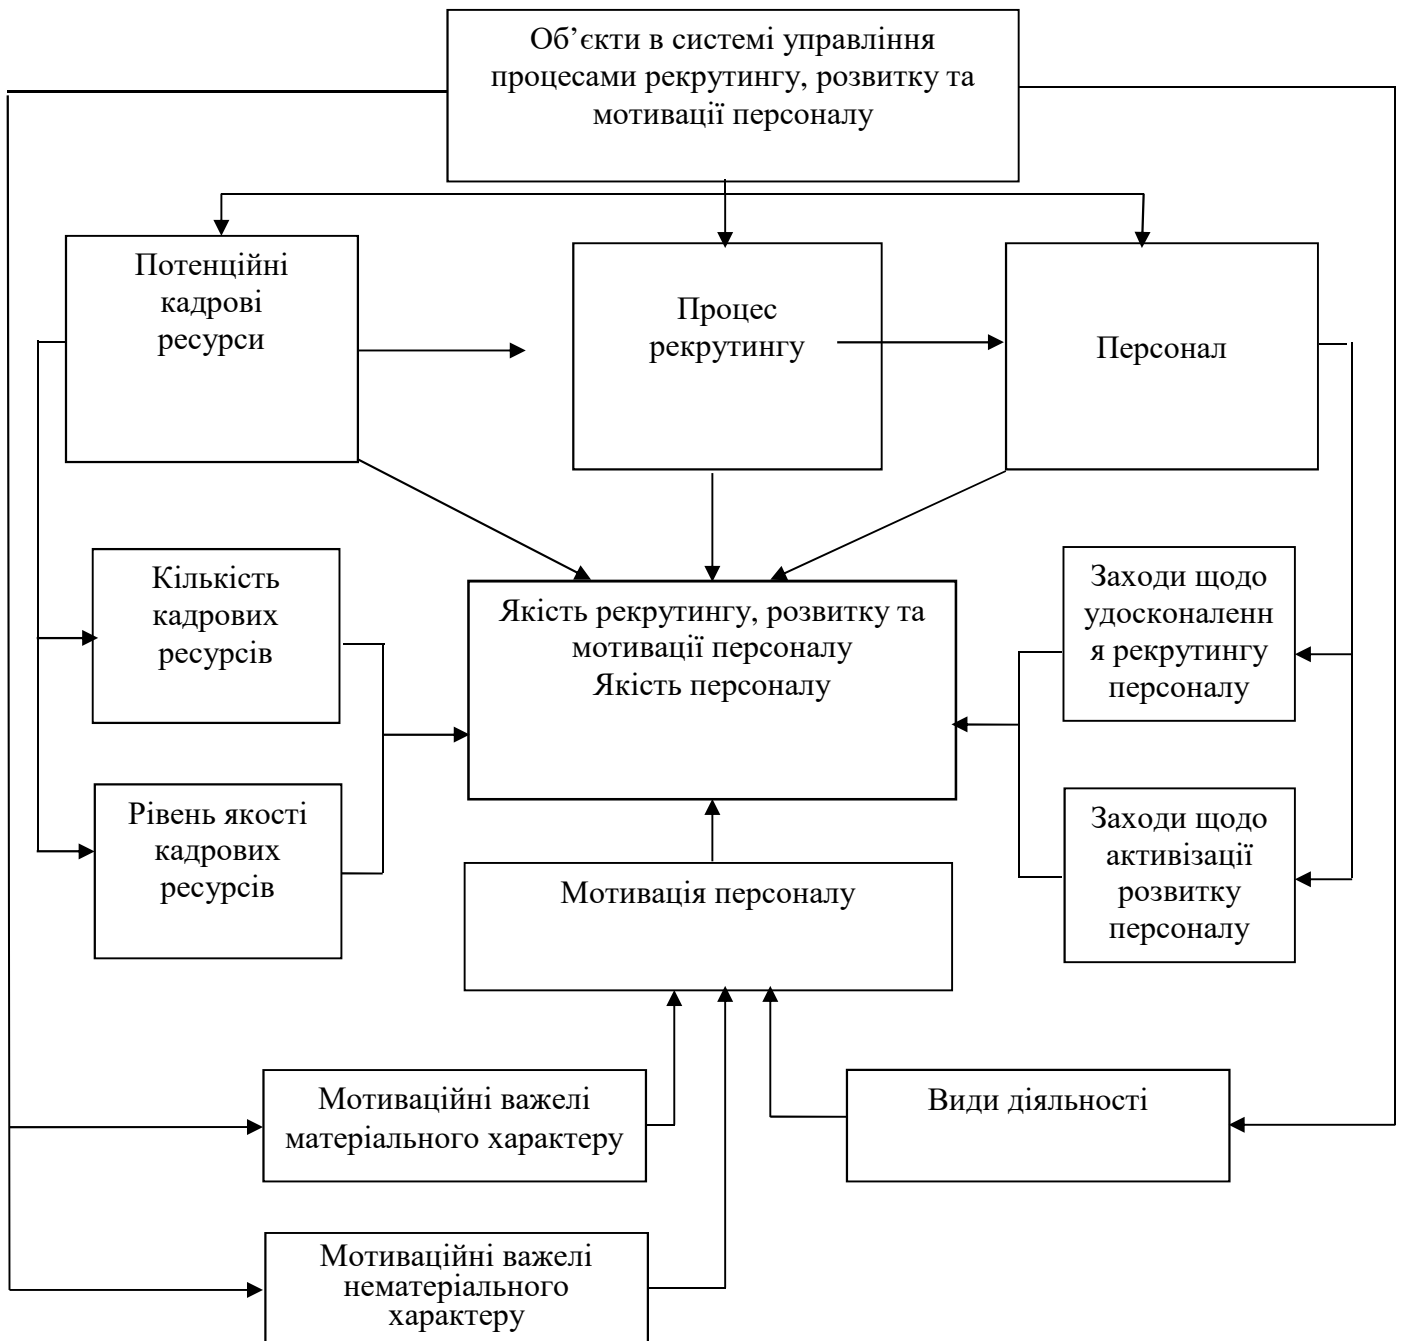 Об’єкти в системі управління
процесами рекрутингу, розвитку та
мотивації персоналу
Потенційні
кадрові
ресурси
Процес
рекрутингу
Персонал
Кількість
кадрових
ресурсів
Якість рекрутингу, розвитку та
мотивації персоналу
Якість персоналу
Заходи щодо
удосконаленн
я рекрутингу
персоналу
Рівень якості
кадрових
ресурсів
Заходи щодо
активізації
розвитку
персоналу
Мотивація персоналу
Мотиваційні важелі
матеріального характеру
Види діяльності
Мотиваційні важелі
нематеріального
характеру